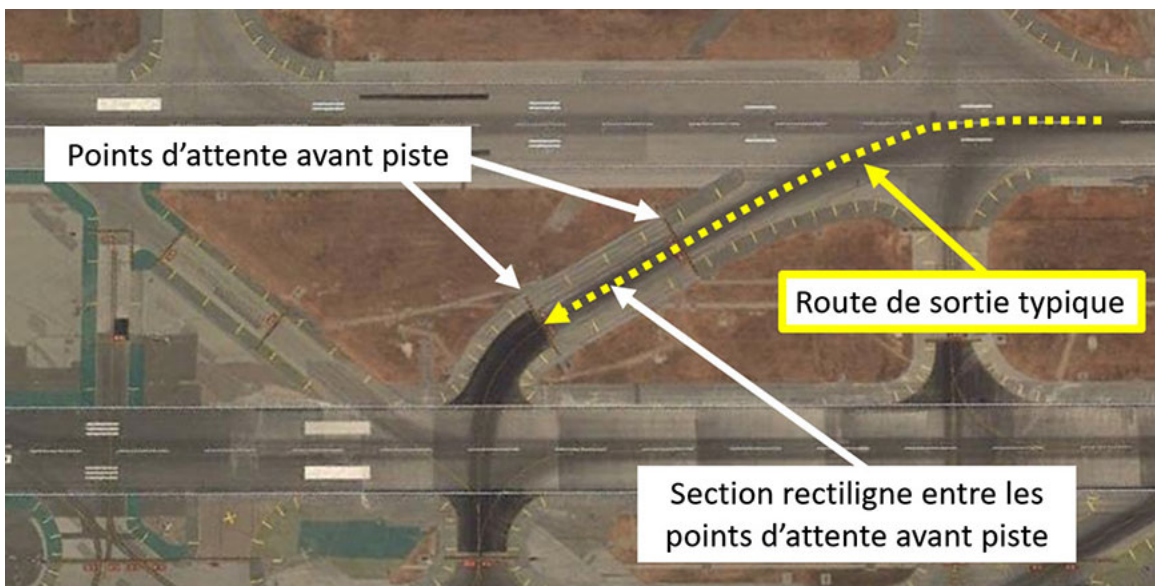 Points d’attente avant piste
Route de sortie typique
Section rectiligne entre les
points d’attente avant piste